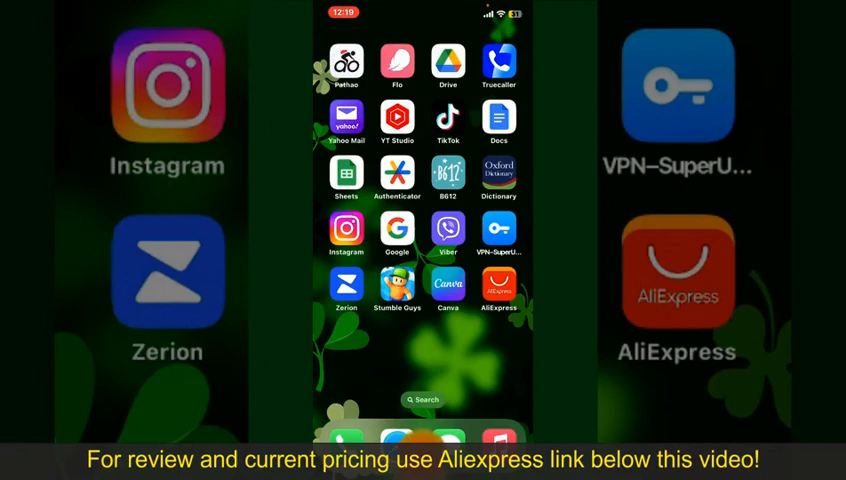 12:19
31
Pathao Flo Drive Truecaller
yahoo!
Yahoo Mail YT Studio TikTok Docs
B612 Oxford Dictionary
Sheets Authenticator B612 Dictionary
Instagram Google Viber VPN-SuperU...
Canva AliExpress
Zerion Stumble Guys Canva AliExpress
Search
Instagram
Zerion
VPN-SuperU...
AliExpress
AliExpress
For review and current pricing use Aliexpress link below this video!